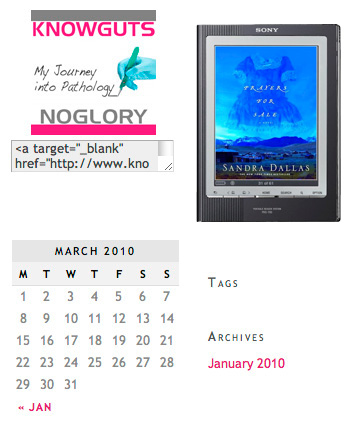 KNOWGUTS
My Journey
into Pathology
NOGLORY
<a target="_blank"
href="http://www.kno
MARCH 2010
M T W T F S S
1 2 3 4 5 6 7
8 9 10 11 12 13 14
15 16 17 18 19 20 21
22 23 24 25 26 27 28
29 30 31
« JAN
SONY
PRAYERS
FOR
SALE
SANDRA DALLAS
TAGS
ARCHIVES
January 2010